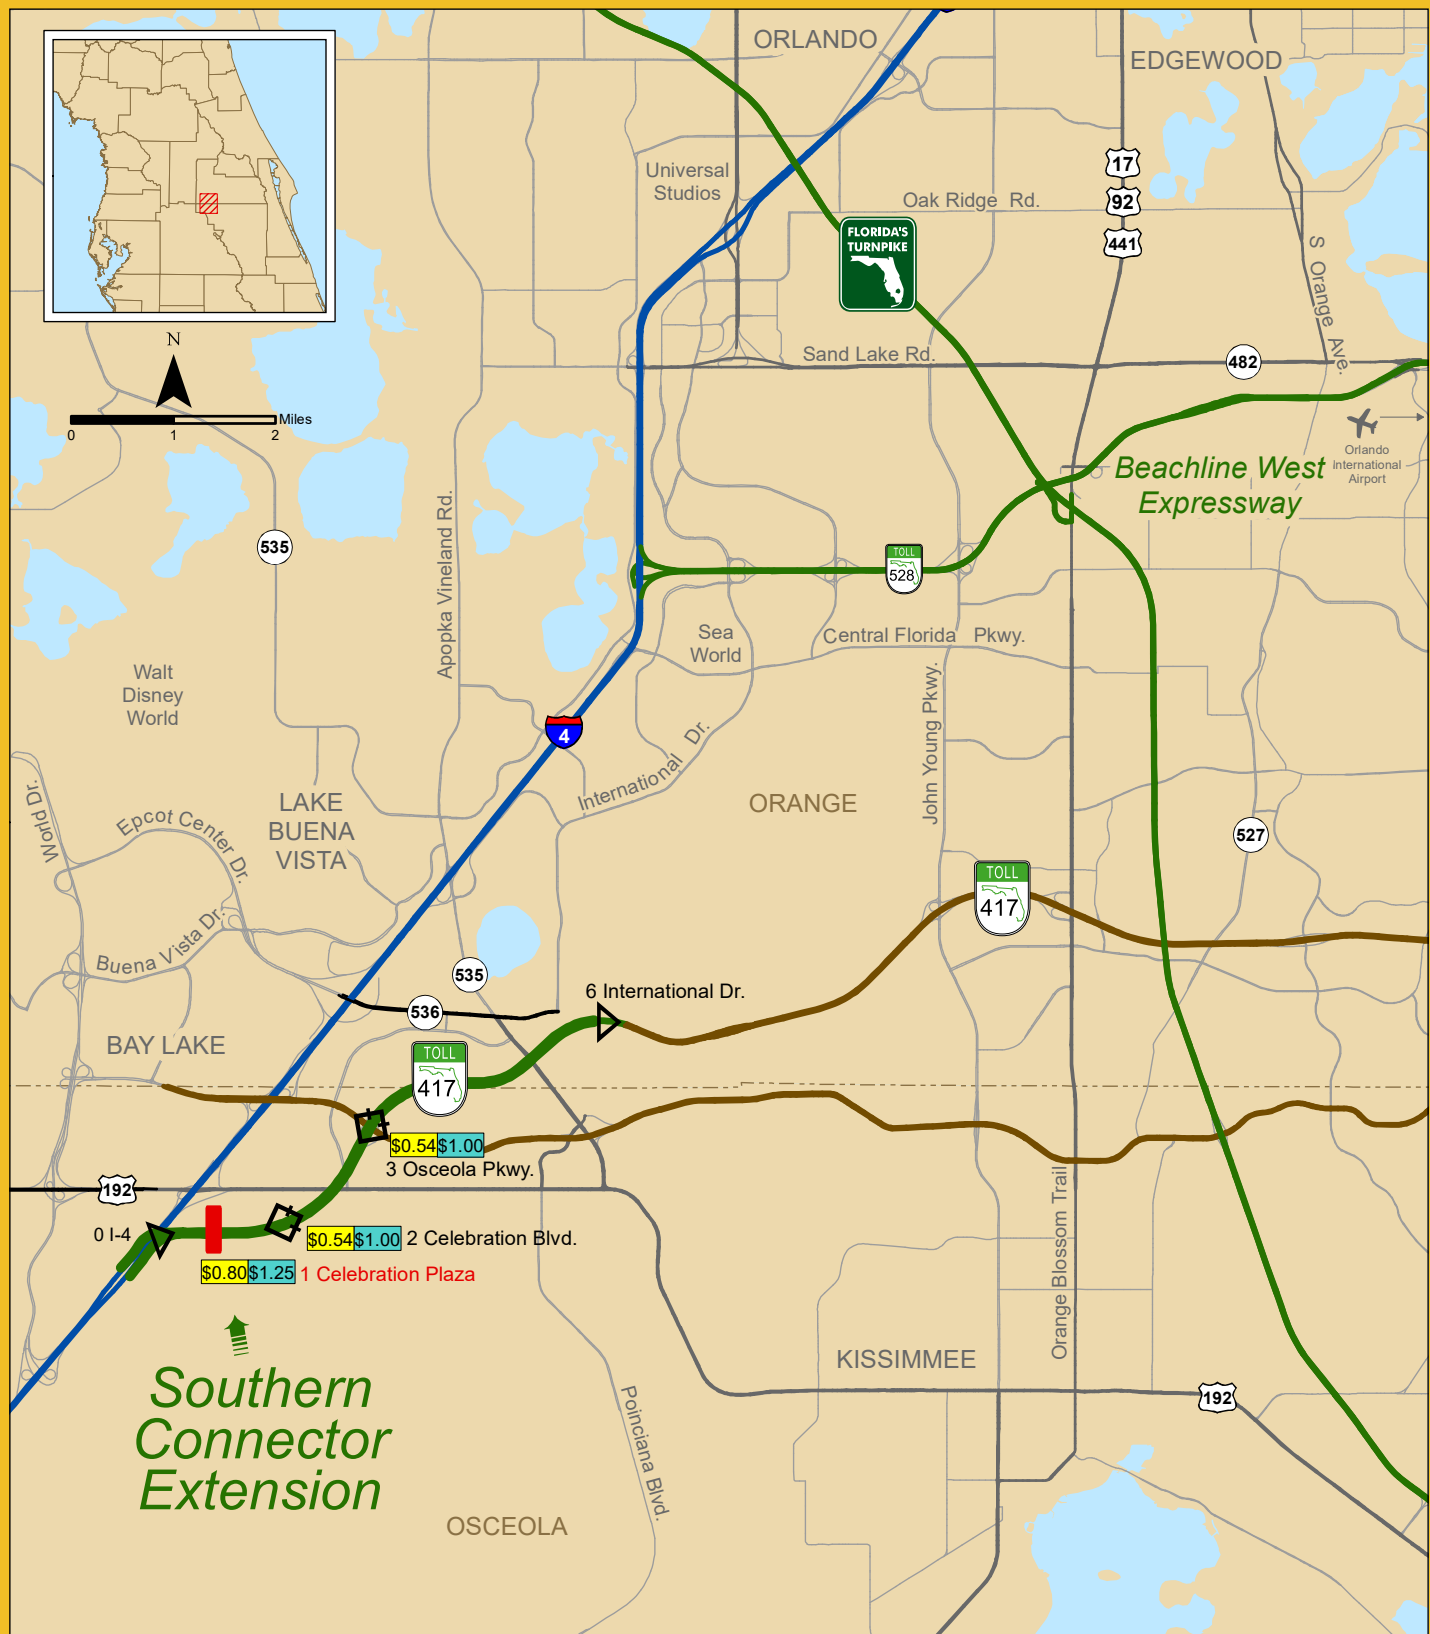 ORLANDO
EDGEWOOD
Universal
Studios
17
92
441
Oak Ridge Rd.
FLORIDA'S
TURNPIKE
S Orange Ave.
N
Miles
0 1 2
Sand Lake Rd.
482
Orlando
International
Airport
Beachline West
Expressway
535
Apopka Vineland Rd.
TOLL
528
Sea
World
Central Florida Pkwy.
Walt
Disney
World
John Young Pkwy.
4
International Dr.
ORANGE
World Dr.
Epcot Center Dr.
LAKE
BUENA
VISTA
527
TOLL
417
Buena Vista Dr.
535
536
6 International Dr.
BAY LAKE
TOLL
417
$0.54 $1.00
3 Osceola Pkwy.
192
0 I-4
$0.54 $1.00 2 Celebration Blvd.
$0.80 $1.25 1 Celebration Plaza
Orange Blossom Trail
KISSIMMEE
192
Southern
Connector
Extension
Poinciana Blvd.
OSCEOLA